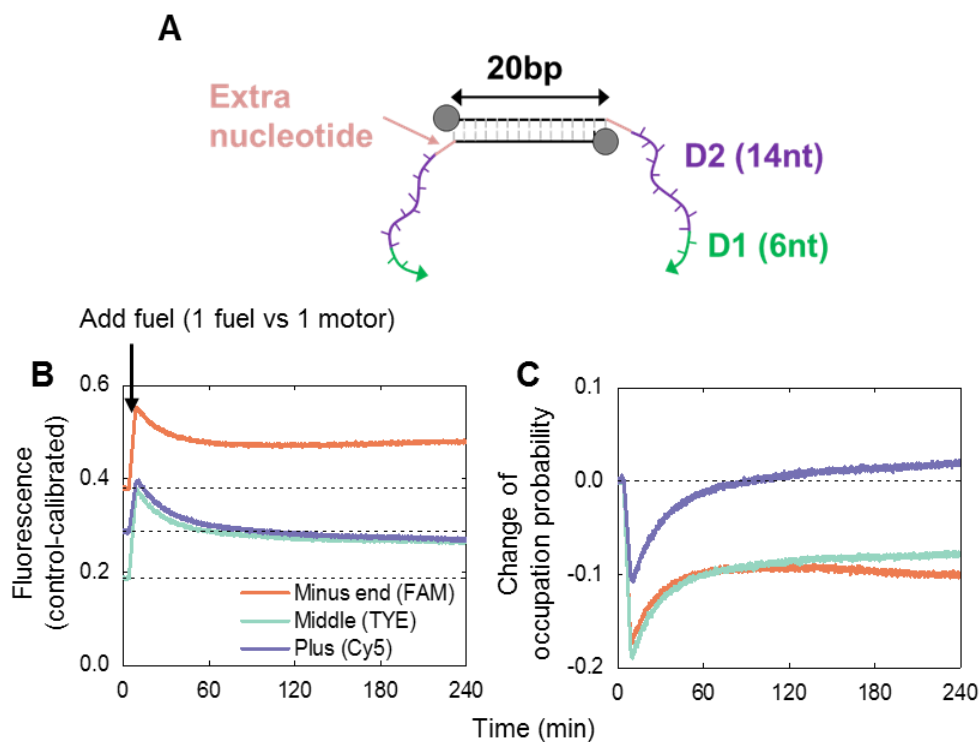 A
20bp
Extra
nucleotide
D2 (14nt)
D1 (6nt)
Add fuel (1 fuel vs 1 motor)
B
Fluorescence
(control-calibrated)
0.6
0.4
0.2
0.0
Minus end (FAM)
Middle (TYE)
Plus (Cy5)
0 60 120 180 240
C
Change of
occupation probability
0.1
0.0
-0.1
-0.2
0 60 120 180 240
Time (min)